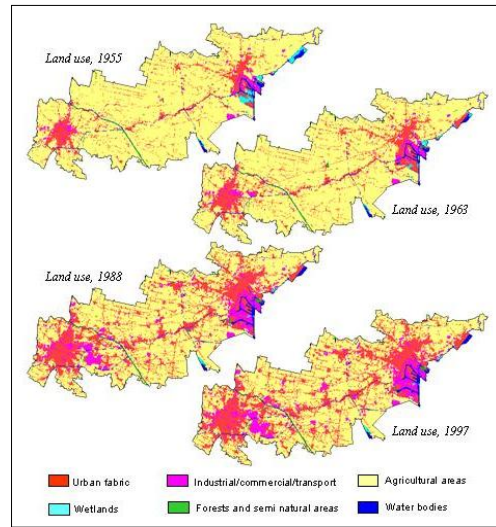 Land use, 1955
Land use, 1963
Land use, 1988
Land use, 1997
Urban fabric
Industrial/commercial/transport
Agricultural areas
Wetlands
Forests and semi natural areas
Water bodies